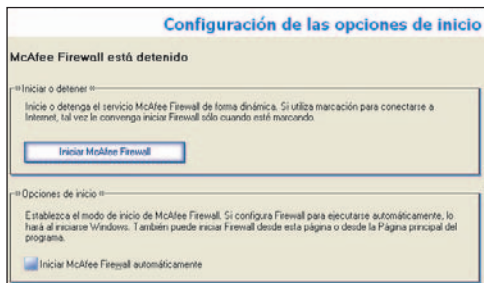 Configuración de las opciones de inicio
McAfee Firewall está detenido
Iniciar o detener
Inicie o detenga el servicio McAfee Firewall de forma dinámica. Si utiliza marcación para conectarse a
Internet, tal vez le convenga iniciar Firewall sólo cuando esté marcando.
Iniciar McAfee Firewall
Opciones de inicio
Establezca el modo de inicio de McAfee Firewall. Si configura Firewall para ejecutarse automáticamente, lo
hará al iniciarse Windows. También puede iniciar Firewall desde esta página o desde la Página principal del
programa.
Iniciar McAfee Firewall automáticamente